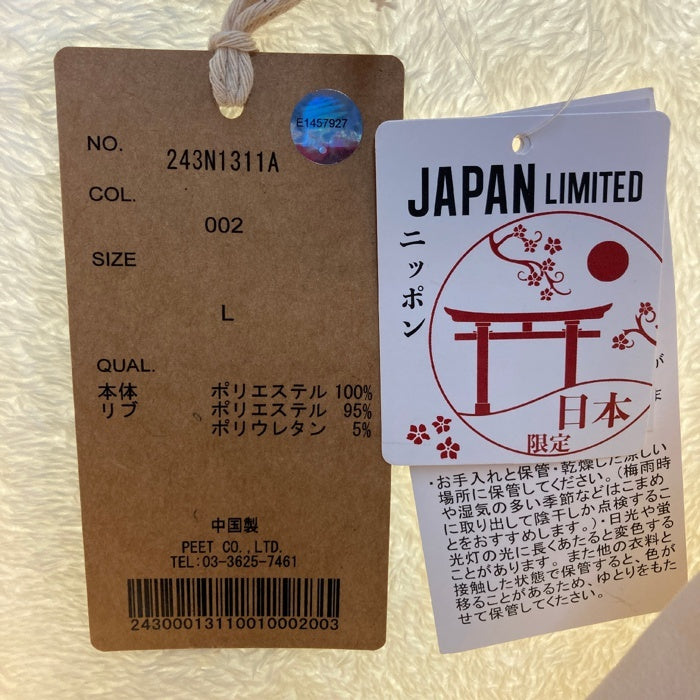 NO.
243N1311A
E1457927
COL.
002
SIZE
L
QUAL.
本体 ポリエステル 100%
リブ ポリエステル 95%
ポリウレタン 5%
中国製
PEET CO.,LTD.
TEL:03-3625-7461
24300013110010002003
JAPAN LIMITED
ニッポン
日本
限定
・お手入れと保管・乾燥した涼しい
場所に保管してください。(梅雨時
や湿気の多い季節などはこまめ
に取り出して陰干しか点検するこ
とをおすすめします。)・日光や蛍
光灯の光に長くあたると変色する
ことがあります。また他の衣料と
接触した状態で保管すると、色が
移ることがあるため、ゆとりをもた
せて保管してください。